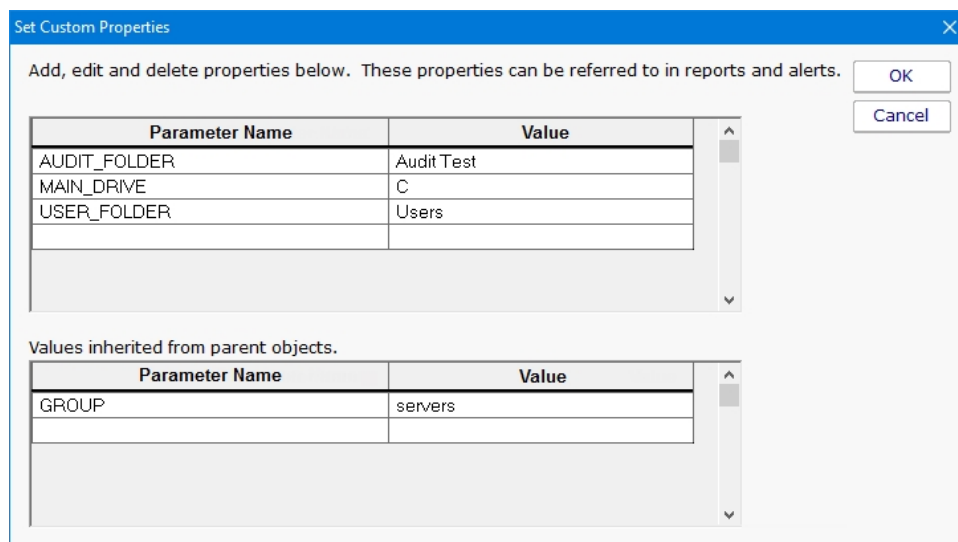 Set Custom Properties
Add, edit and delete properties below. These properties can be referred to in reports and alerts.
OK
Cancel
Parameter Name Value
AUDIT_FOLDER Audit Test
MAIN_DRIVE C
USER_FOLDER Users
Values inherited from parent objects.
Parameter Name Value
GROUP servers